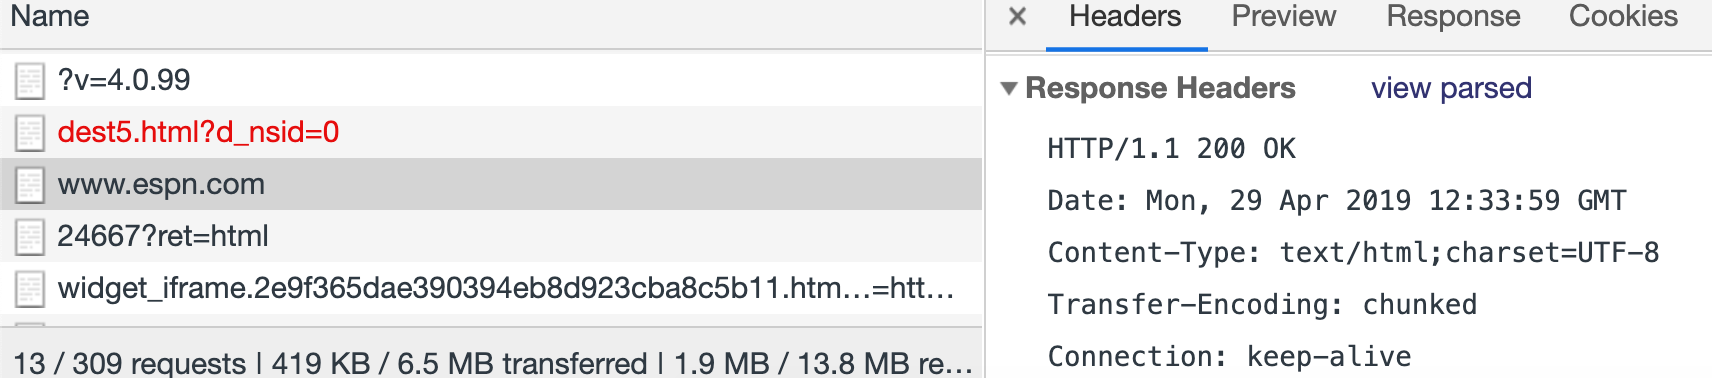 Name
?v=4.0.99
dest5.html?d_nsid=0
www.espn.com
24667?ret=html
widget_iframe.2e9f365dae390394eb8d923cba8c5b11.htm…=htt…
13 / 309 requests | 419 KB / 6.5 MB transferred | 1.9 MB / 13.8 MB re…
× Headers Preview Response Cookies
▼ Response Headers view parsed
HTTP/1.1 200 OK
Date: Mon, 29 Apr 2019 12:33:59 GMT
Content-Type: text/html;charset=UTF-8
Transfer-Encoding: chunked
Connection: keep-alive